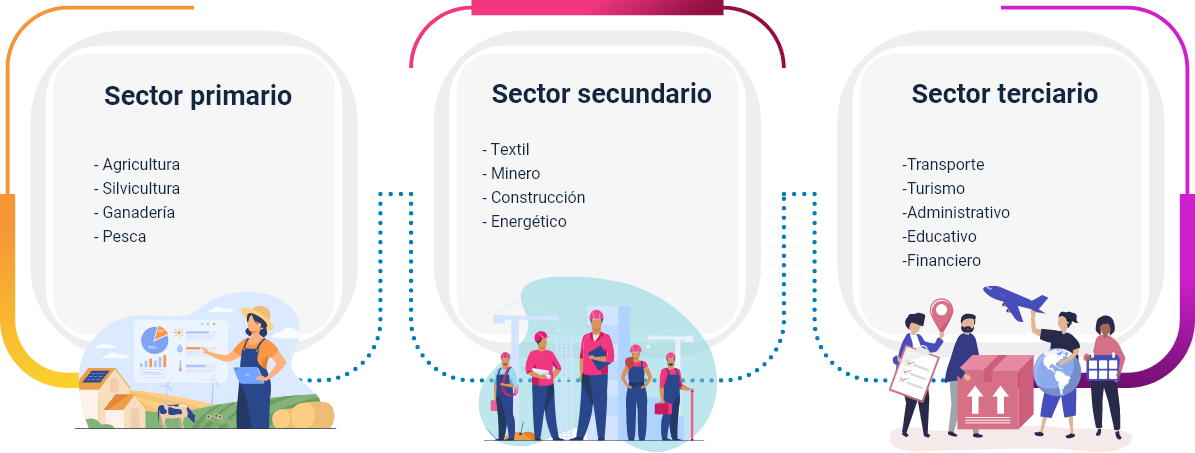 Sector primario
- Agricultura
- Silvicultura
- Ganadería
- Pesca
Sector secundario
- Textil
- Minero
- Construcción
- Energético
Sector terciario
-Transporte
-Turismo
-Administrativo
-Educativo
-Financiero